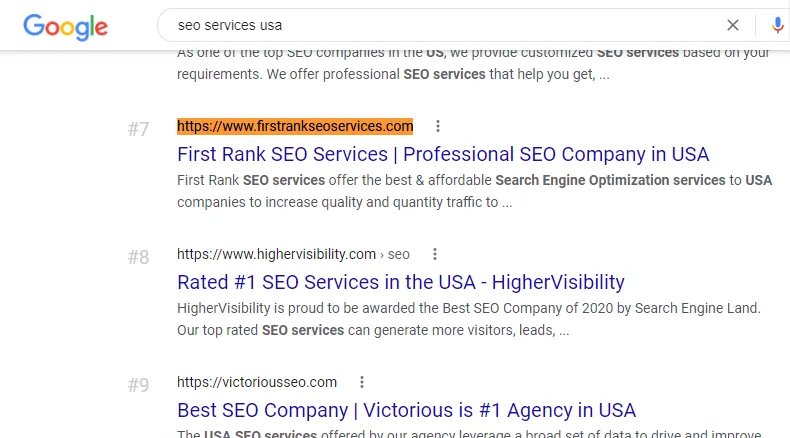 Google
seo services usa
As one of the top SEO companies in the US, we provide customized SEO services based on your
requirements. We offer professional SEO services that help you get, ...
#7
https://www.firstrankseoservices.com
First Rank SEO Services | Professional SEO Company in USA
First Rank SEO services offer the best & affordable Search Engine Optimization services to USA
companies to increase quality and quantity traffic to ...
#8
https://www.highervisibility.com › seo
Rated #1 SEO Services in the USA - HigherVisibility
HigherVisibility is proud to be awarded the Best SEO Company of 2020 by Search Engine Land.
Our top rated SEO services can generate more visitors, leads, ...
#9
https://victoriousseo.com
Best SEO Company | Victorious is #1 Agency in USA
The USA SEO services offered by our agency leverage a broad set of data to drive and improve